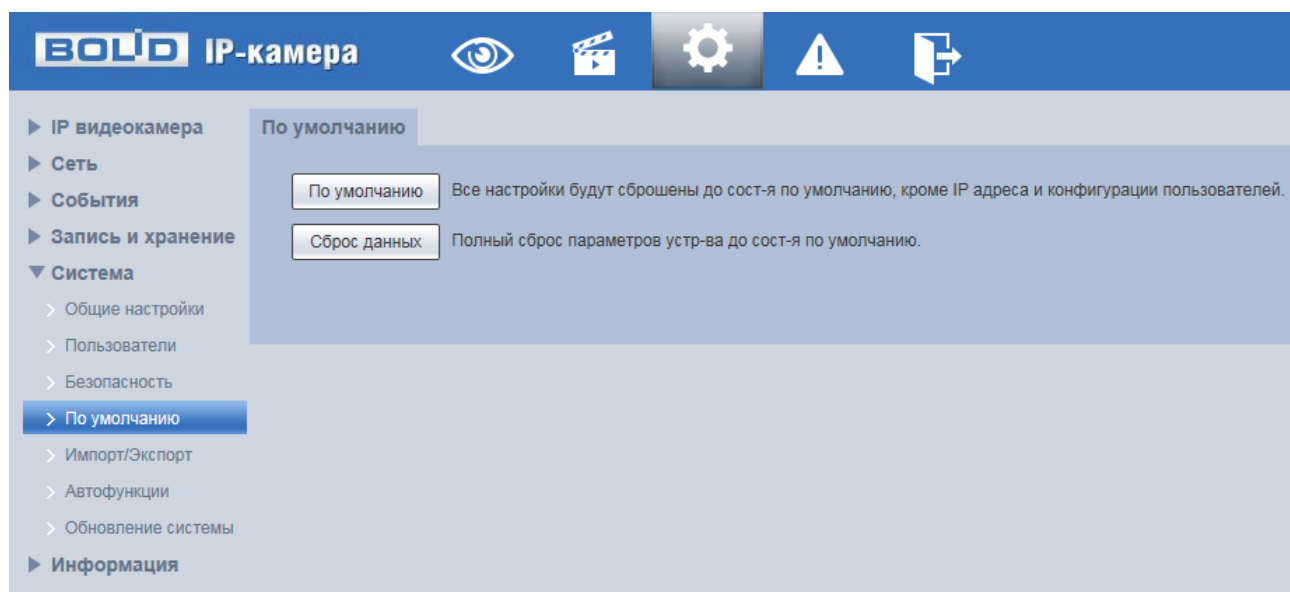 BOLID IP-камера
IP видеокамера
Сеть
События
Запись и хранение
Система
Общие настройки
Пользователи
Безопасность
По умолчанию
Импорт/Экспорт
Автофункции
Обновление системы
Информация
По умолчанию
По умолчанию Все настройки будут сброшены до сост-я по умолчанию, кроме IP адреса и конфигурации пользователей.
Сброс данных Полный сброс параметров устр-ва до сост-я по умолчанию.